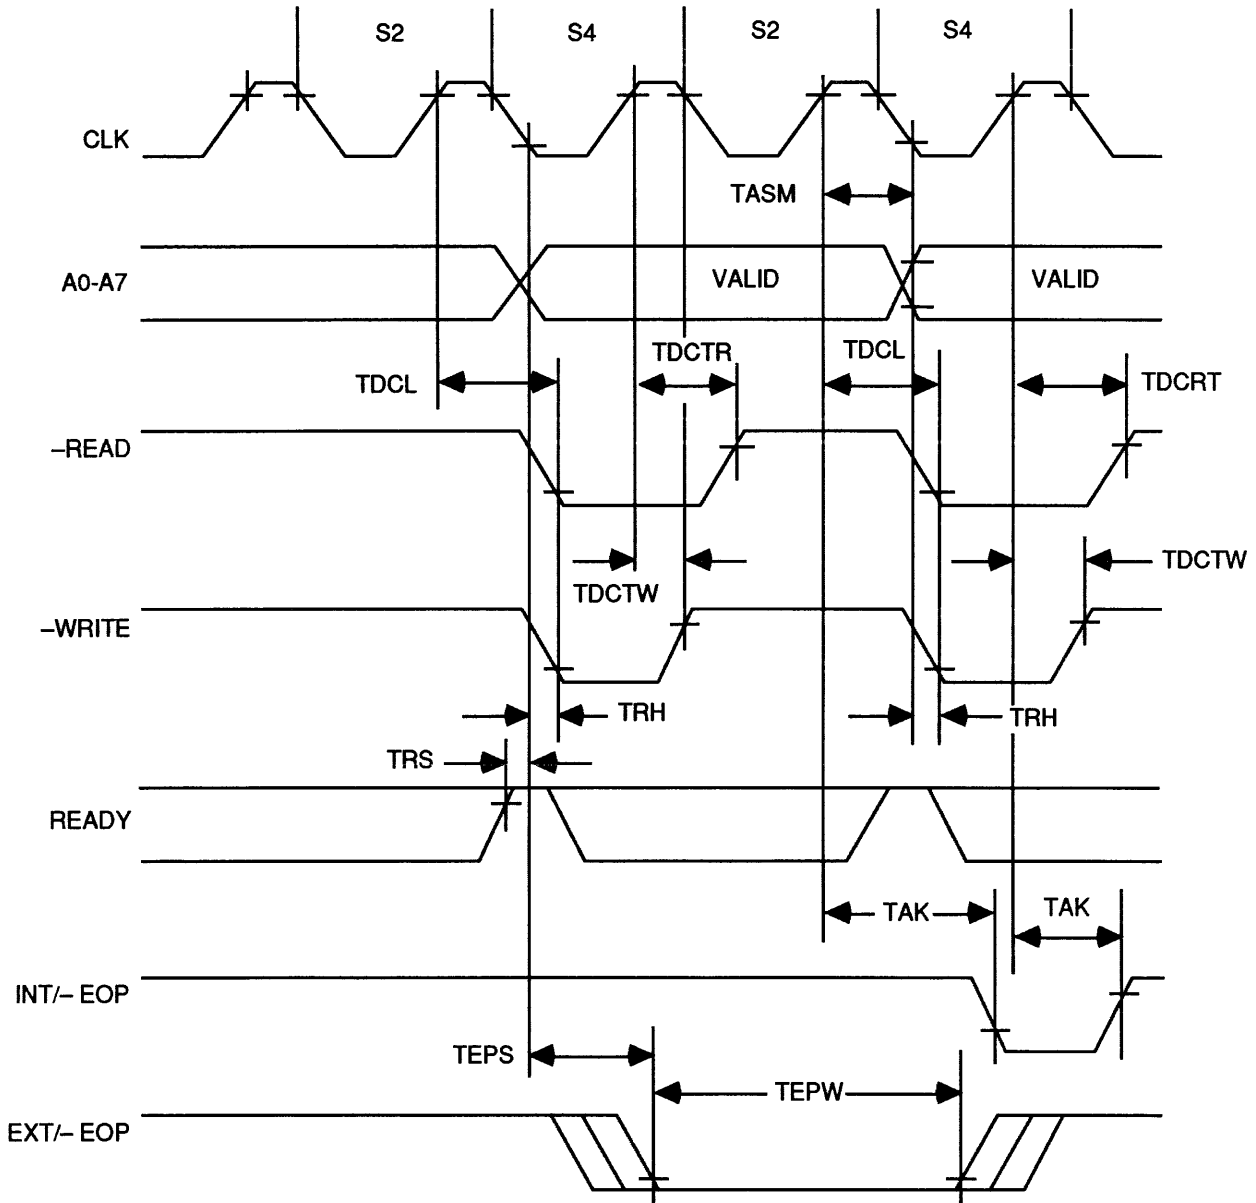 S2
S4
S2
S4
CLK
TASM
A0-A7
VALID
VALID
TDCL
TDCTR
TDCL
TDCRT
–READ
TDCTW
TDCTW
–WRITE
TRH
TRH
TRS
READY
TAK
TAK
INT/– EOP
TEPS
TEPW
EXT/– EOP